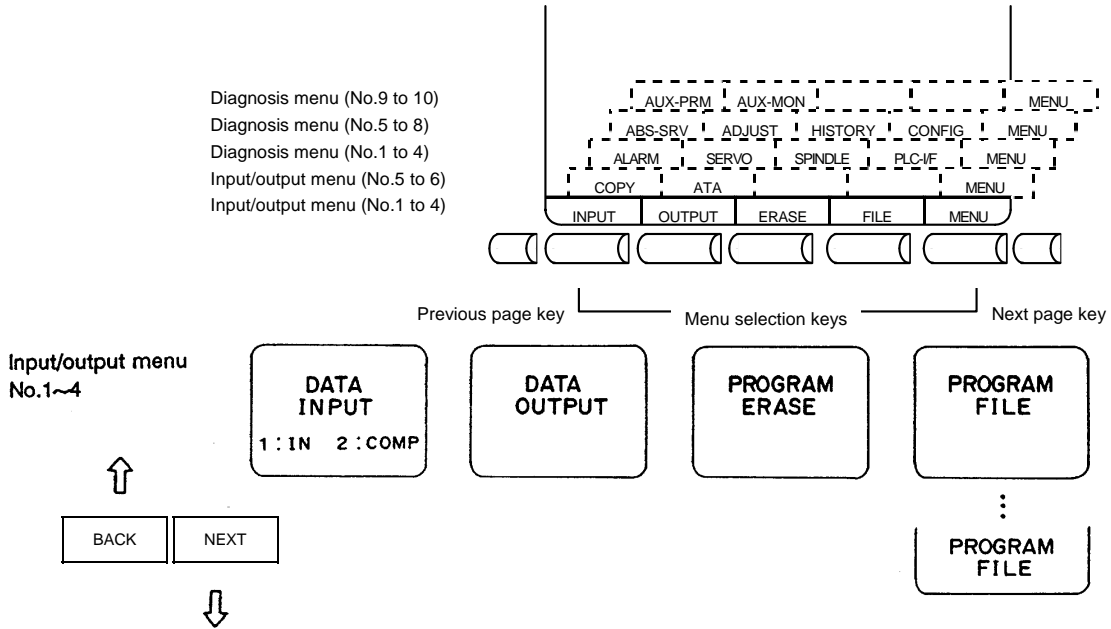 Diagnosis menu (No.9 to 10)
Diagnosis menu (No.5 to 8)
Diagnosis menu (No.1 to 4)
Input/output menu (No.5 to 6)
Input/output menu (No.1 to 4)
AUX-PRM AUX-MON MENU
ABS-SRV ADJUST HISTORY CONFIG MENU
ALARM SERVO SPINDLE PLC-I/F MENU
COPY ATA MENU
INPUT OUTPUT ERASE FILE MENU
Previous page key Menu selection keys Next page key
Input/output menu
No.1~4
DATA
INPUT
1:IN 2:COMP
DATA
OUTPUT
PROGRAM
ERASE
PROGRAM
FILE
BACK NEXT
PROGRAM
FILE